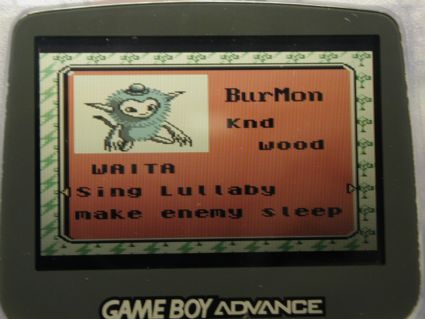 BurMon
Knd
Wood
WAITA
Sing Lullaby
make enemy sleep
GAME BOY ADVANCE